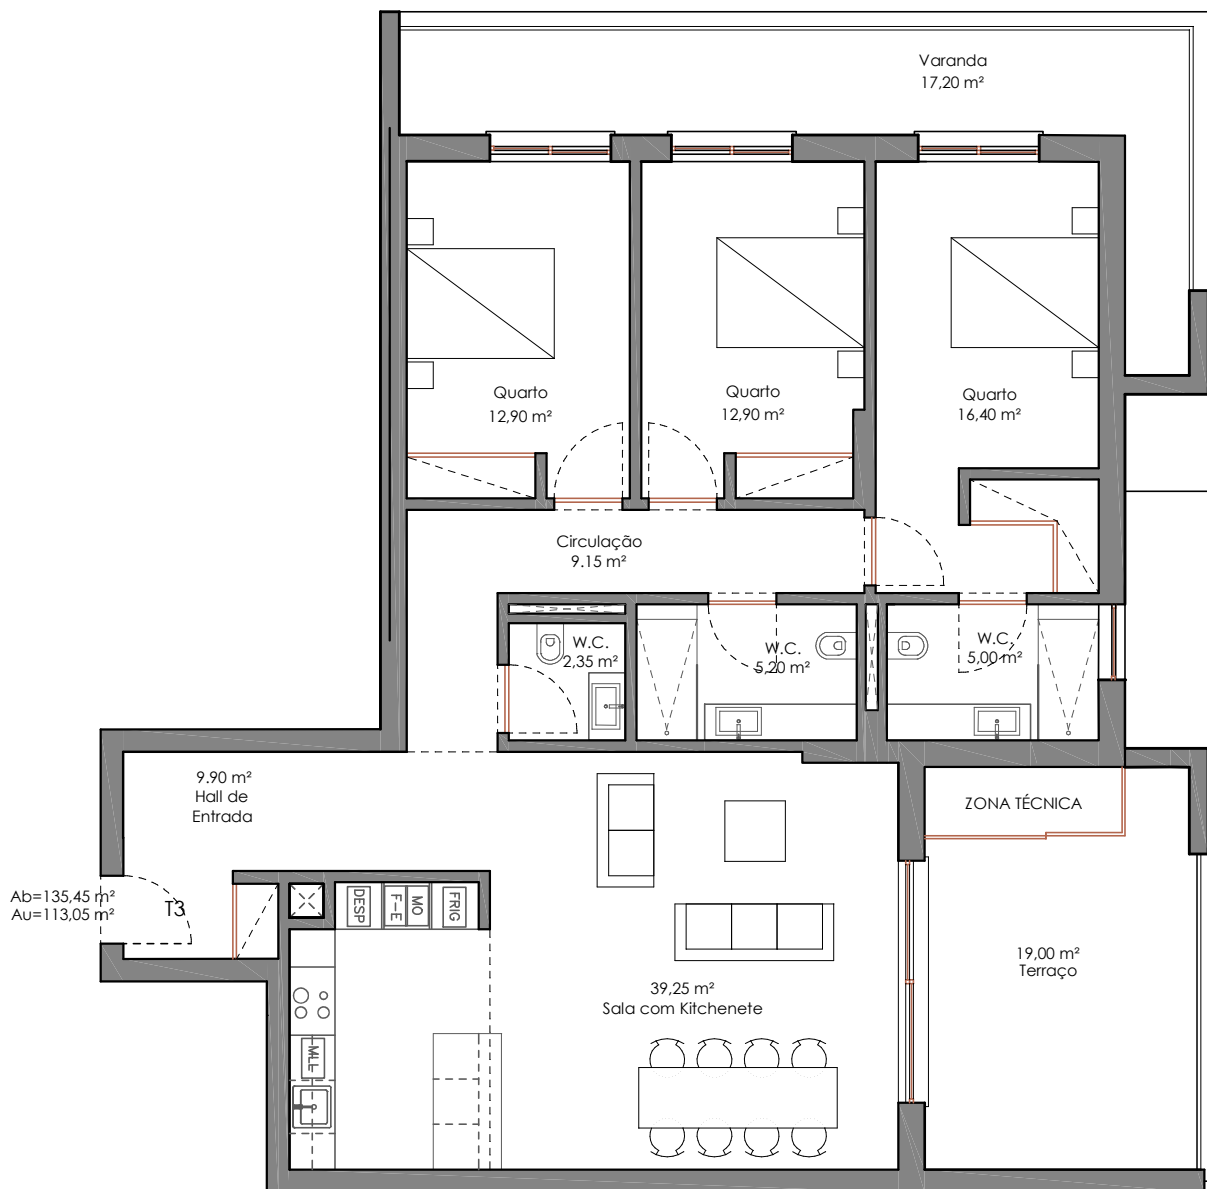 Varanda
17,20 m²
Quarto
12,90 m²
Quarto
12,90 m²
Quarto
16,40 m²
Circulação
9.15 m²
W.C.
2,35 m²
W.C.
5,20 m²
W.C.
5,00 m²
9.90 m²
Hall de
Entrada
ZONA TÉCNICA
Ab=135,45 m²
Au=113,05 m²
T3
DESP
F-E
MO
FRIG
19,00 m²
Terraço
39,25 m²
Sala com Kitchenete
MLL